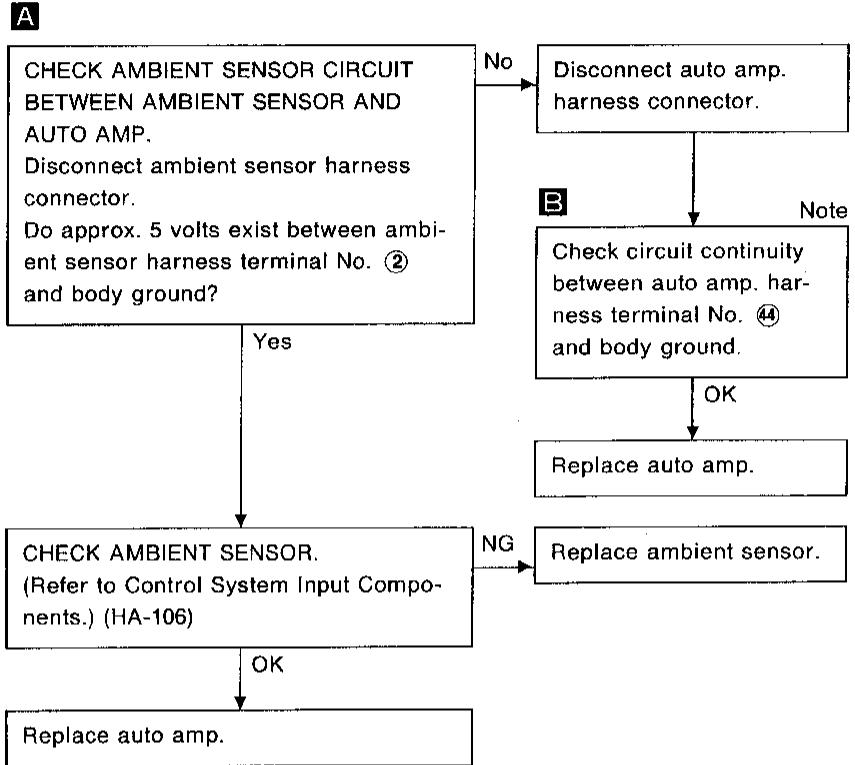 A
CHECK AMBIENT SENSOR CIRCUIT
BETWEEN AMBIENT SENSOR AND
AUTO AMP.
Disconnect ambient sensor harness
connector.
Do approx. 5 volts exist between ambi-
ent sensor harness terminal No. ②
and body ground?
No
Disconnect auto amp.
harness connector.
B
Note
Check circuit continuity
between auto amp. har-
ness terminal No. ㊹
and body ground.
OK
Replace auto amp.
Yes
CHECK AMBIENT SENSOR.
(Refer to Control System Input Compo-
nents.) (HA-106)
NG
Replace ambient sensor.
OK
Replace auto amp.